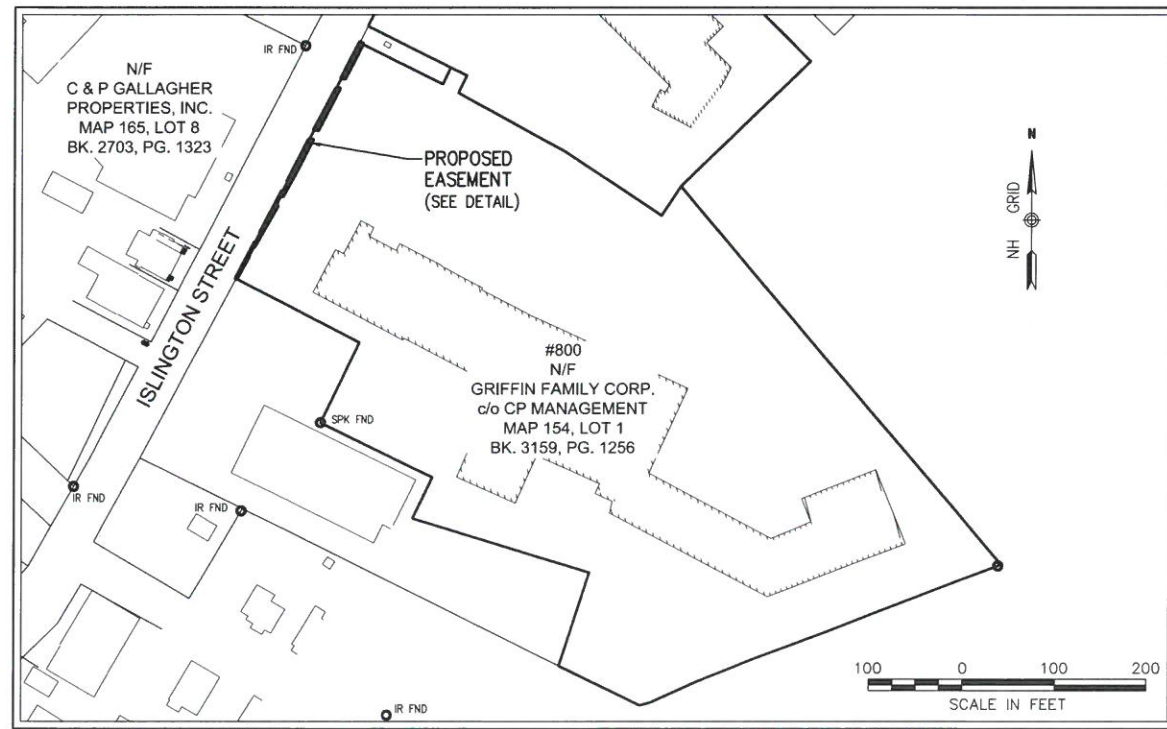 IR FND
N/F
C & P GALLAGHER
PROPERTIES, INC.
MAP 165, LOT 8
BK. 2703, PG. 1323
PROPOSED
EASEMENT
(SEE DETAIL)
N
NH GRID
ISLINGTON STREET
#800
N/F
GRIFFIN FAMILY CORP.
c/o CP MANAGEMENT
MAP 154, LOT 1
BK. 3159, PG. 1256
SPK FND
IR FND
IR FND
100 0 100 200
SCALE IN FEET
IR FND